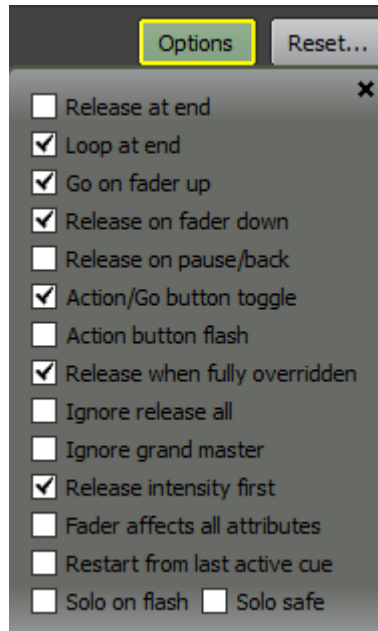 Options Reset...
Release at end
Loop at end
Go on fader up
Release on fader down
Release on pause/back
Action/Go button toggle
Action button flash
Release when fully overridden
Ignore release all
Ignore grand master
Release intensity first
Fader affects all attributes
Restart from last active cue
Solo on flash Solo safe